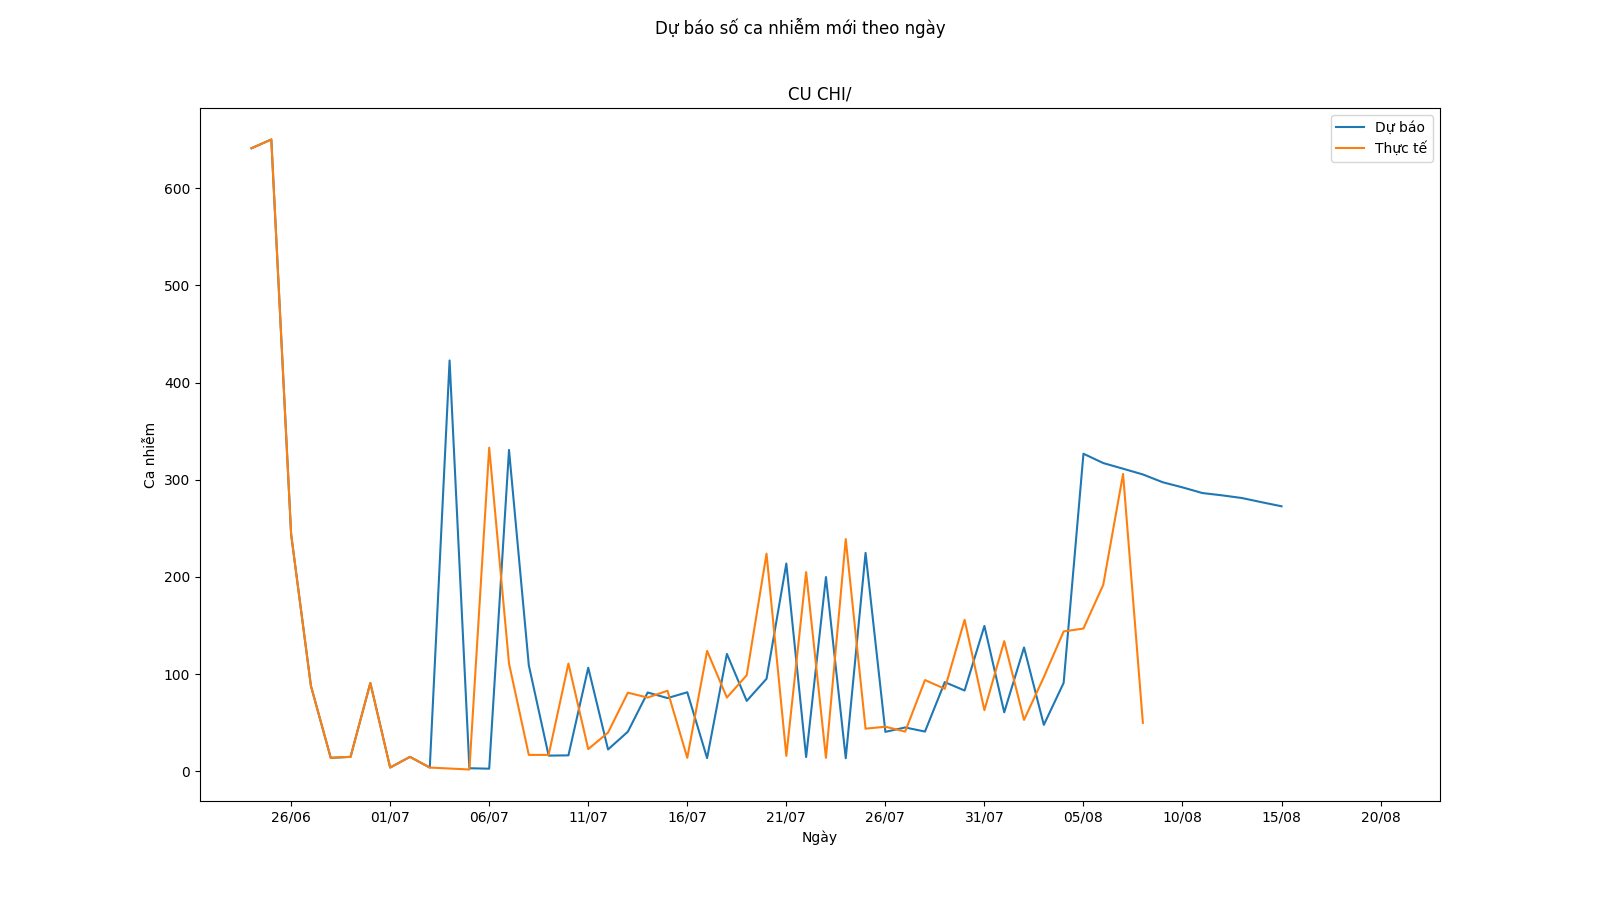 Dự báo số ca nhiễm mới theo ngày
CU CHI/
Dự báo
Thực tế
600
500
400
300
200
100
0
Ca nhiễm
26/06 01/07 06/07 11/07 16/07 21/07 26/07 31/07 05/08 10/08 15/08 20/08
Ngày